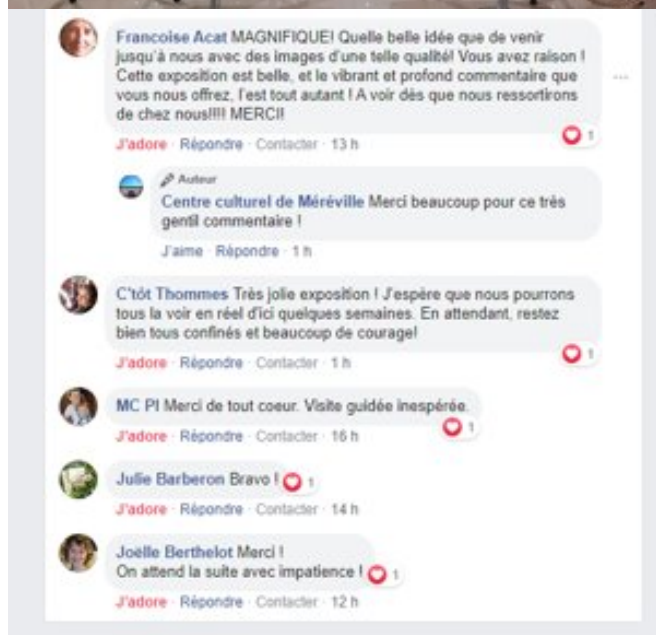 Francoise Acat MAGNIFIQUE! Quelle belle idée que de venir
jusqu'à nous avec des images d'une telle qualité! Vous avez raison !
Cette exposition est belle, et le vibrant et profond commentaire que
vous nous offrez, l'est tout autant ! A voir dès que nous ressortirons
de chez nous!!!! MERCI!
1
J'adore · Répondre · Contacter · 13 h
Auteur
Centre culturel de Méréville Merci beaucoup pour ce très
gentil commentaire !
J'aime · Répondre · 1 h
C'tôt Thommes Très jolie exposition ! J'espère que nous pourrons
tous la voir en réel d'ici quelques semaines. En attendant, restez
bien tous confinés et beaucoup de courage!
1
J'adore · Répondre · Contacter · 1 h
MC PI Merci de tout coeur. Visite guidée inespérée.
1
J'adore · Répondre · Contacter · 16 h
Julie Barberon Bravo ! 1
J'adore · Répondre · Contacter · 14 h
Joëlle Berthelot Merci !
On attend la suite avec impatience ! 1
J'adore · Répondre · Contacter · 12 h